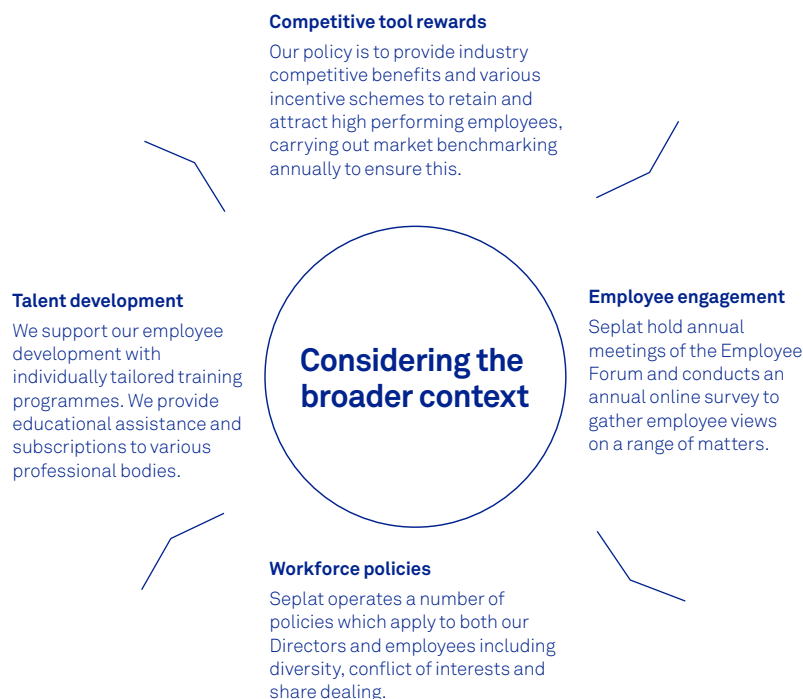 Competitive tool rewards
Our policy is to provide industry
competitive benefits and various
incentive schemes to retain and
attract high performing employees,
carrying out market benchmarking
annually to ensure this.
Talent development
We support our employee
development with
individually tailored training
programmes. We provide
educational assistance and
subscriptions to various
professional bodies.
Considering the
broader context
Employee engagement
Seplat hold annual
meetings of the Employee
Forum and conducts an
annual online survey to
gather employee views
on a range of matters.
Workforce policies
Seplat operates a number of
policies which apply to both our
Directors and employees including
diversity, conflict of interests and
share dealing.